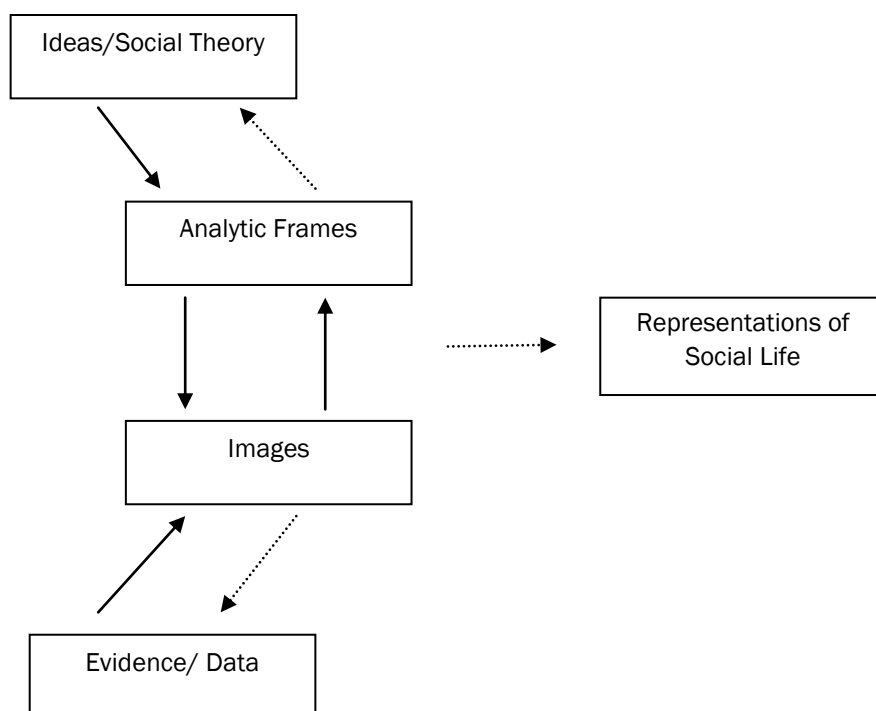 Ideas/Social Theory
Analytic Frames
Representations of
Social Life
Images
Evidence/ Data